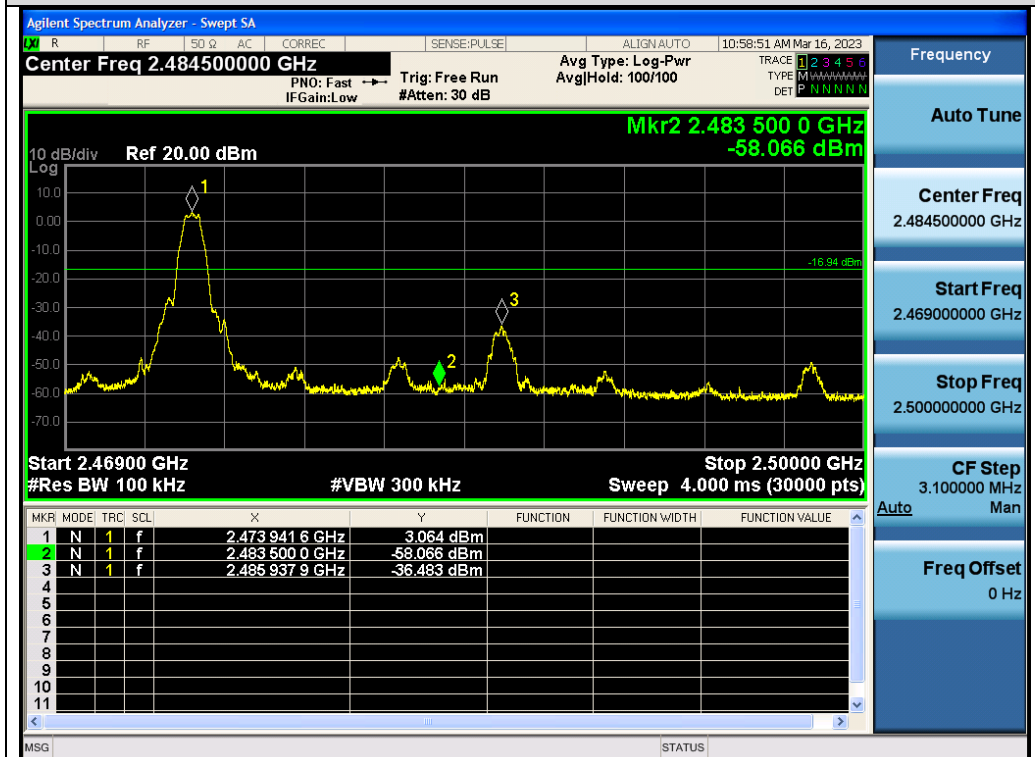 Agilent Spectrum Analyzer - Swept SA
LXI R RF 50 Ω AC CORREC SENSE:PULSE ALIGN AUTO 10:58:51 AM Mar 16, 2023
Center Freq 2.484500000 GHz
PNO: Fast
IFGain:Low
Trig: Free Run
#Atten: 30 dB
Avg Type: Log-Pwr
Avg|Hold: 100/100
TRACE 1 2 3 4 5 6
TYPE M
DET P N N N N N
Mkr2 2.483 500 0 GHz
-58.066 dBm
10 dB/div Ref 20.00 dBm
Log
10.0
0.00
-10.0
-20.0
-30.0
-40.0
-50.0
-60.0
-70.0
1
-16.94 dBm
3
2
Start 2.46900 GHz Stop 2.50000 GHz
#Res BW 100 kHz #VBW 300 kHz Sweep 4.000 ms (30000 pts)
MKR MODE TRC SCL X Y FUNCTION FUNCTION WIDTH FUNCTION VALUE
1 N 1 f 2.473 941 6 GHz 3.064 dBm
2 N 1 f 2.483 500 0 GHz -58.066 dBm
3 N 1 f 2.485 937 9 GHz -36.483 dBm
4
5
6
7
8
9
10
11
MSG STATUS
Frequency
Auto Tune
Center Freq
2.484500000 GHz
Start Freq
2.469000000 GHz
Stop Freq
2.500000000 GHz
CF Step
3.100000 MHz
Auto Man
Freq Offset
0 Hz